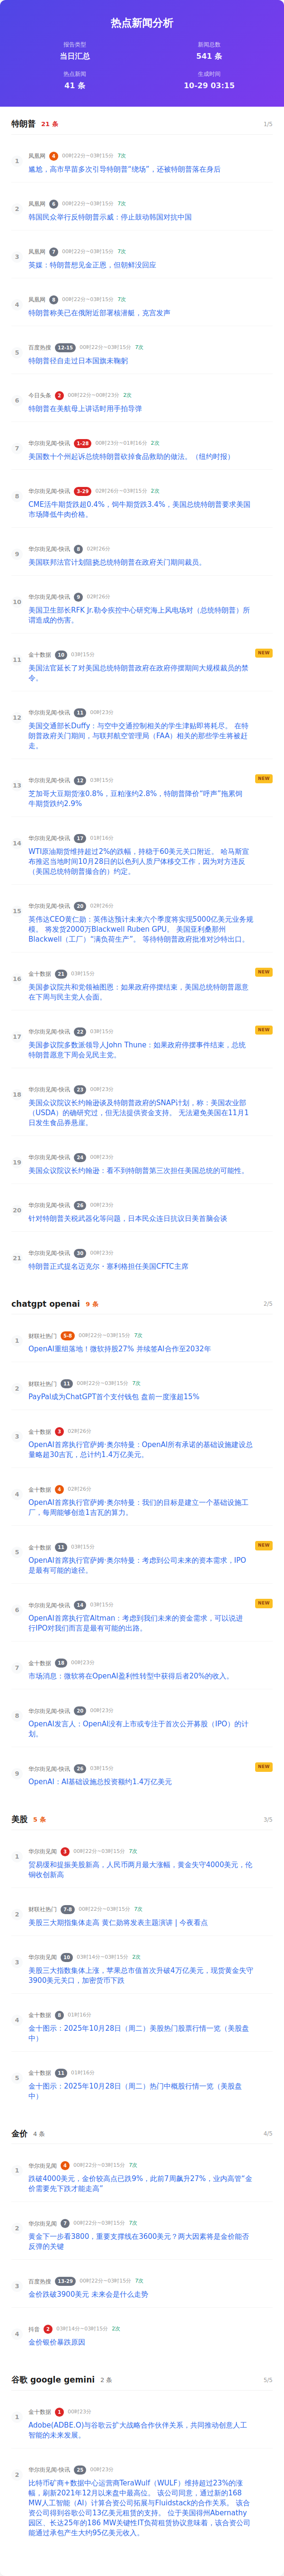 热点新闻分析
报告类型
当日汇总
新闻总数
541 条
热点新闻
41 条
生成时间
10-29 03:15
特朗普 21 条 1/5
1
凤凰网 4 00时22分~03时15分 7次
尴尬，高市早苗多次引导特朗普“绕场”，还被特朗普落在身后
2
凤凰网 6 00时22分~03时15分 7次
韩国民众举行反特朗普示威：停止鼓动韩国对抗中国
3
凤凰网 7 00时22分~03时15分 7次
英媒：特朗普想见金正恩，但朝鲜没回应
4
凤凰网 8 00时22分~03时15分 7次
特朗普称美已在俄附近部署核潜艇，克宫发声
5
百度热搜 12-15 00时22分~03时15分 7次
特朗普径自走过日本国旗未鞠躬
6
今日头条 2 00时22分~00时23分 2次
特朗普在美航母上讲话时用手拍导弹
7
华尔街见闻-快讯 1-28 00时23分~01时16分 2次
美国数十个州起诉总统特朗普砍掉食品救助的做法。（纽约时报）
8
华尔街见闻-快讯 3-29 02时26分~03时15分 2次
CME活牛期货跌超0.4%，饲牛期货跌3.4%，美国总统特朗普要求美国
市场降低牛肉价格。
9
华尔街见闻-快讯 8 02时26分
美国联邦法官计划阻挠总统特朗普在政府关门期间裁员。
10
华尔街见闻-快讯 9 02时26分
美国卫生部长RFK Jr.勒令疾控中心研究海上风电场对（总统特朗普）所
谓造成的伤害。
11
金十数据 10 03时15分 NEW
美国法官延长了对美国总统特朗普政府在政府停摆期间大规模裁员的禁
令。
12
华尔街见闻-快讯 11 00时23分
美国交通部长Duffy：与空中交通控制相关的学生津贴即将耗尽。 在特
朗普政府关门期间，与联邦航空管理局（FAA）相关的那些学生将被赶
走。
13
华尔街见闻-快讯 12 03时15分 NEW
芝加哥大豆期货涨0.8%，豆粕涨约2.8%，特朗普降价“呼声”拖累饲
牛期货跌约2.9%
14
华尔街见闻-快讯 17 01时16分
WTI原油期货维持超过2%的跌幅，持稳于60美元关口附近。 哈马斯宣
布推迟当地时间10月28日的以色列人质尸体移交工作，因为对方违反
（美国总统特朗普撮合的）约定。
15
华尔街见闻-快讯 20 02时26分
英伟达CEO黄仁勋：英伟达预计未来六个季度将实现5000亿美元业务规
模。 将发货2000万Blackwell Ruben GPU。 美国亚利桑那州
Blackwell（工厂）“满负荷生产”。 等待特朗普政府批准对沙特出口。
16
金十数据 21 03时15分 NEW
美国参议院共和党领袖图恩：如果政府停摆结束，美国总统特朗普愿意
在下周与民主党人会面。
17
华尔街见闻-快讯 22 03时15分 NEW
美国参议院多数派领导人John Thune：如果政府停摆事件结束，总统
特朗普愿意下周会见民主党。
18
华尔街见闻-快讯 23 00时23分
美国众议院议长约翰逊谈及特朗普政府的SNAP计划，称：美国农业部
（USDA）的确研究过，但无法提供资金支持。 无法避免美国在11月1
日发生食品券悬崖。
19
华尔街见闻-快讯 24 00时23分
美国众议院议长约翰逊：看不到特朗普第三次担任美国总统的可能性。
20
华尔街见闻-快讯 26 00时23分
针对特朗普关税武器化等问题，日本民众连日抗议日美首脑会谈
21
华尔街见闻-快讯 30 00时23分
特朗普正式提名迈克尔・塞利格担任美国CFTC主席
chatgpt openai 9 条 2/5
1
财联社热门 5-8 00时22分~03时15分 7次
OpenAI重组落地！微软持股27% 并续签AI合作至2032年
2
财联社热门 11 00时22分~03时15分 7次
PayPal成为ChatGPT首个支付钱包 盘前一度涨超15%
3
金十数据 3 02时26分
OpenAI首席执行官萨姆·奥尔特曼：OpenAI所有承诺的基础设施建设总
量略超30吉瓦，总计约1.4万亿美元。
4
金十数据 4 02时26分
OpenAI首席执行官萨姆·奥尔特曼：我们的目标是建立一个基础设施工
厂，每周能够创造1吉瓦的算力。
5
金十数据 11 03时15分 NEW
OpenAI首席执行官萨姆·奥尔特曼：考虑到公司未来的资本需求，IPO
是最有可能的途径。
6
华尔街见闻-快讯 14 03时15分 NEW
OpenAI首席执行官Altman：考虑到我们未来的资金需求，可以说进
行IPO对我们而言是最有可能的出路。
7
金十数据 18 00时23分
市场消息：微软将在OpenAI盈利性转型中获得后者20%的收入。
8
华尔街见闻-快讯 20 00时23分
OpenAI发言人：OpenAI没有上市或专注于首次公开募股（IPO）的计
划。
9
华尔街见闻-快讯 26 03时15分 NEW
OpenAI：AI基础设施总投资额约1.4万亿美元
美股 5 条 3/5
1
华尔街见闻 3 00时22分~03时15分 7次
贸易缓和提振美股新高，人民币两月最大涨幅，黄金失守4000美元，伦
铜收创新高
2
财联社热门 7-8 00时22分~03时15分 7次
美股三大期指集体走高 黄仁勋将发表主题演讲 | 今夜看点
3
华尔街见闻 10 03时14分~03时15分 2次
美股三大指数集体上涨，苹果总市值首次升破4万亿美元，现货黄金失守
3900美元关口，加密货币下跌
4
金十数据 8 01时16分
金十图示：2025年10月28日（周二）美股热门股票行情一览（美股盘
中）
5
金十数据 11 01时16分
金十图示：2025年10月28日（周二）热门中概股行情一览（美股盘
中）
金价 4 条 4/5
1
华尔街见闻 4 00时22分~03时15分 7次
跌破4000美元，金价较高点已跌9%，此前7周飙升27%，业内高管“金
价需要先下跌才能走高”
2
华尔街见闻 7 00时22分~03时15分 7次
黄金下一步看3800，重要支撑线在3600美元？两大因素将是金价能否
反弹的关键
3
百度热搜 13-29 00时22分~03时15分 7次
金价跌破3900美元 未来会是什么走势
4
抖音 2 03时14分~03时15分 2次
金价银价暴跌原因
谷歌 google gemini 2 条 5/5
1
金十数据 1 00时23分
Adobe(ADBE.O)与谷歌云扩大战略合作伙伴关系，共同推动创意人工
智能的未来发展。
2
华尔街见闻-快讯 25 00时23分
比特币矿商+数据中心运营商TeraWulf（WULF）维持超过23%的涨
幅，刷新2021年12月以来盘中最高位。 该公司同意，通过新的168
MW人工智能（AI）计算合资公司拓展与Fluidstack的合作关系。 该合
资公司得到谷歌公司13亿美元租赁的支持。 位于美国得州Abernathy
园区、长达25年的186 MW关键性IT负荷租赁协议意味着，该合资公司
能通过承包产生大约95亿美元收入。